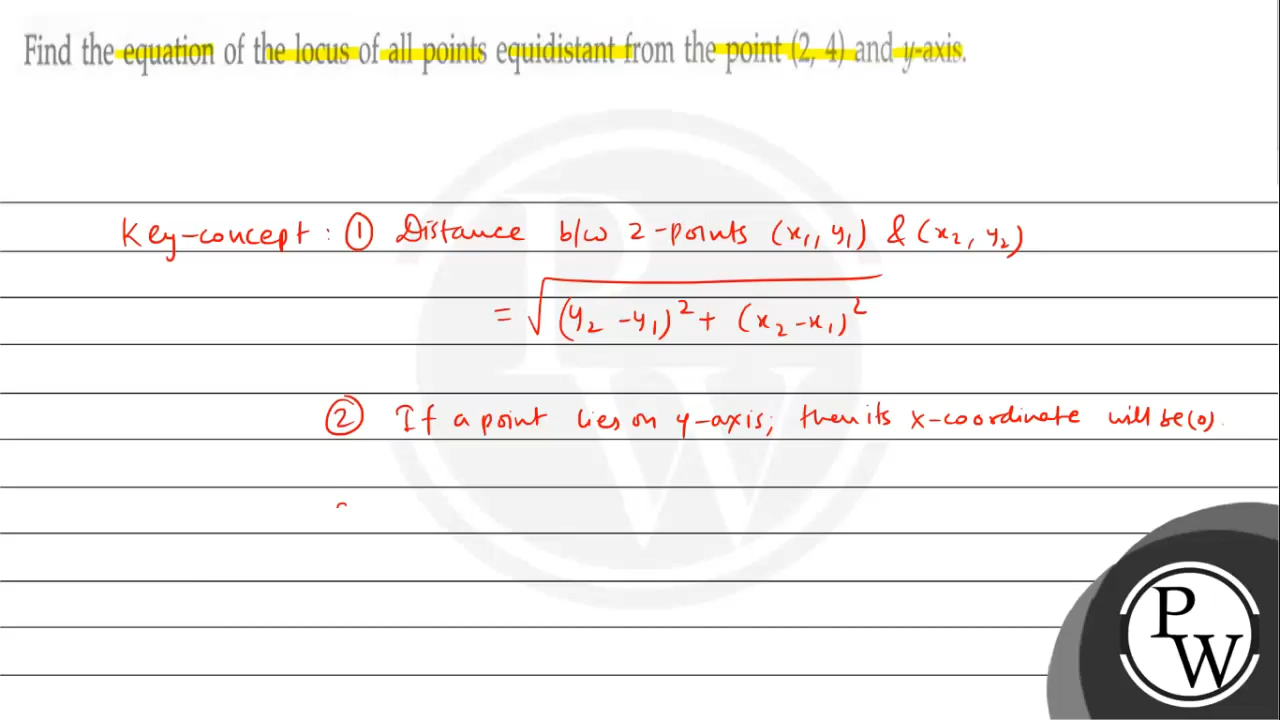 Find the equation of the locus of all points equidistant from the point (2, 4) and y-axis.
Key-concept : ① Distance b/w 2-points (x₁, y₁) & (x₂, y₂)
= √(y₂ - y₁)² + (x₂ - x₁)²
② If a point lies on y-axis; then its x-coordinate will be (0).
P
W
P
W